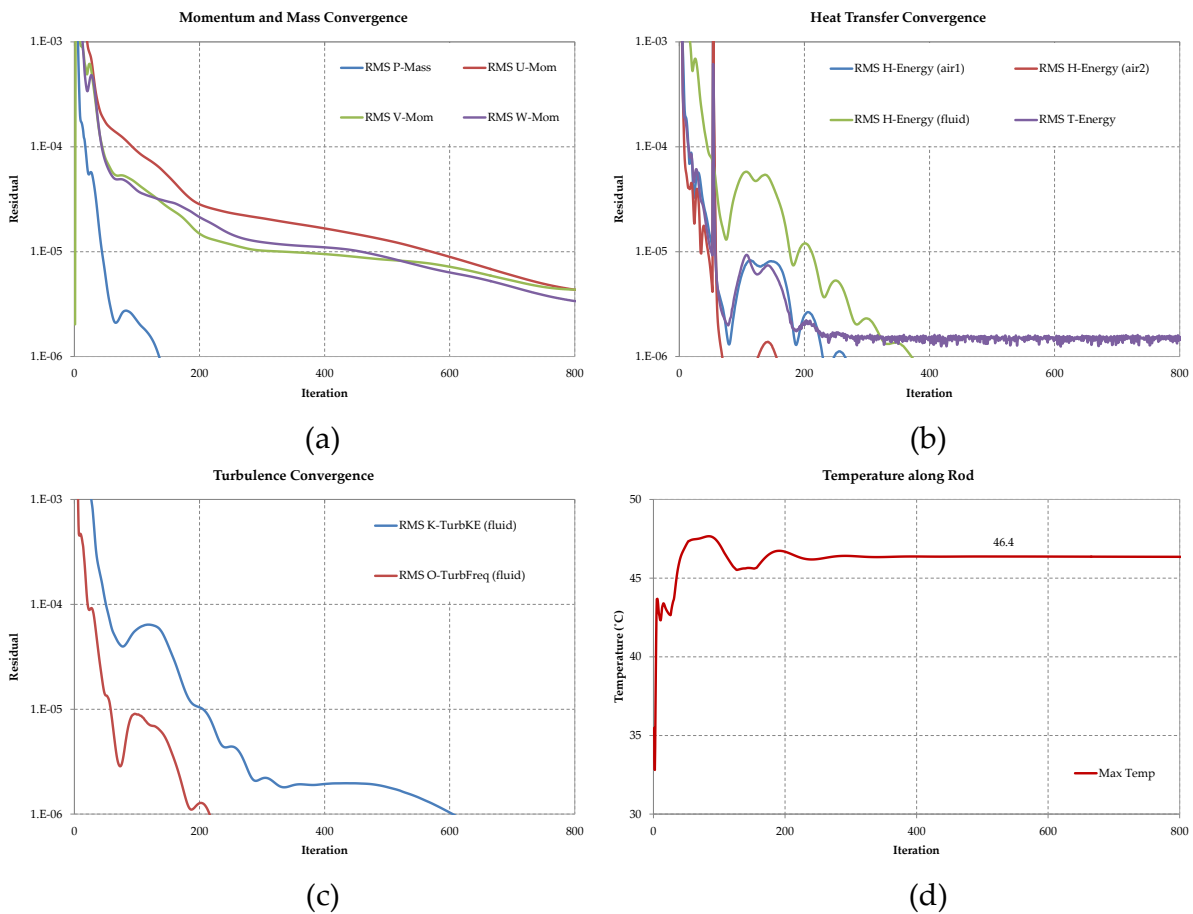 Momentum and Mass Convergence
1.E-03
1.E-04
1.E-05
1.E-06
Residual
RMS P-Mass
RMS U-Mom
RMS V-Mom
RMS W-Mom
0
200
400
600
800
Iteration
(a)
Heat Transfer Convergence
1.E-03
1.E-04
1.E-05
1.E-06
Residual
RMS H-Energy (air1)
RMS H-Energy (air2)
RMS H-Energy (fluid)
RMS T-Energy
0
200
400
600
800
Iteration
(b)
Turbulence Convergence
1.E-03
1.E-04
1.E-05
1.E-06
Residual
RMS K-TurbKE (fluid)
RMS O-TurbFreq (fluid)
0
200
400
600
800
Iteration
(c)
Temperature along Rod
50
45
40
35
30
Temperature (˚C)
46.4
Max Temp
0
200
400
600
800
Iteration
(d)